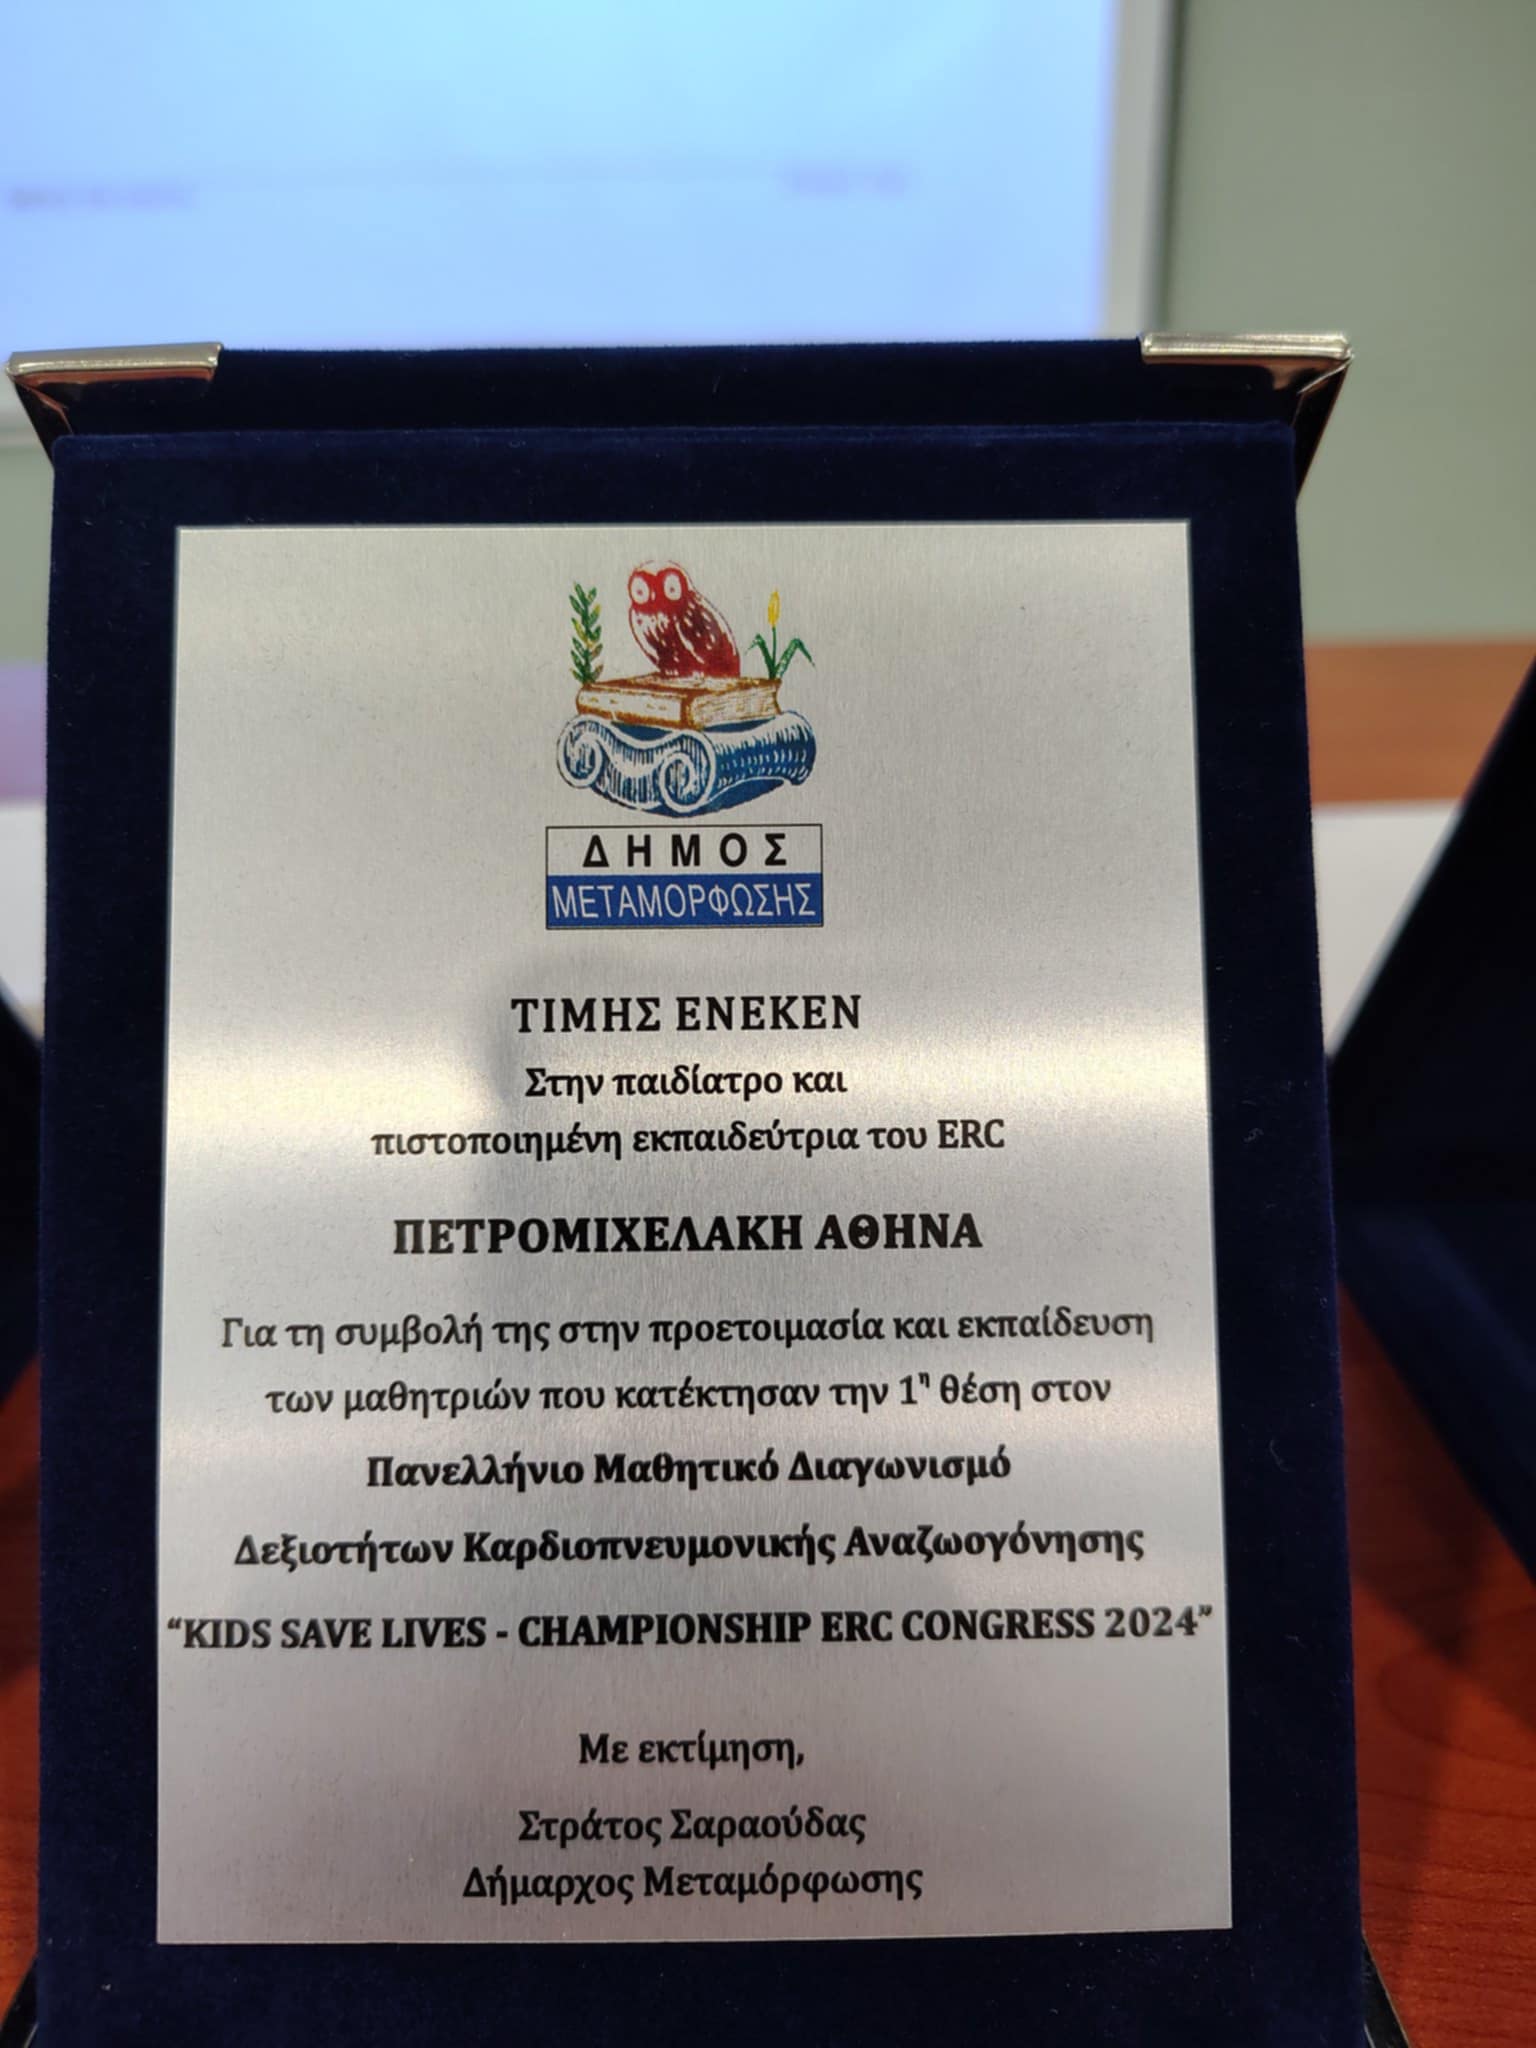 ΔΗΜΟΣ
ΜΕΤΑΜΟΡΦΩΣΗΣ
ΤΙΜΗΣ ΕΝΕΚΕΝ
Στην παιδίατρο και
πιστοποιημένη εκπαιδεύτρια του ERC
ΠΕΤΡΟΜΙΧΕΛΑΚΗ ΑΘΗΝΑ
Για τη συμβολή της στην προετοιμασία και εκπαίδευση
των μαθητριών που κατέκτησαν την 1η θέση στον
Πανελλήνιο Μαθητικό Διαγωνισμό
Δεξιοτήτων Καρδιοπνευμονικής Αναζωογόνησης
“KIDS SAVE LIVES - CHAMPIONSHIP ERC CONGRESS 2024”
Με εκτίμηση,
Στράτος Σαραούδας
Δήμαρχος Μεταμόρφωσης